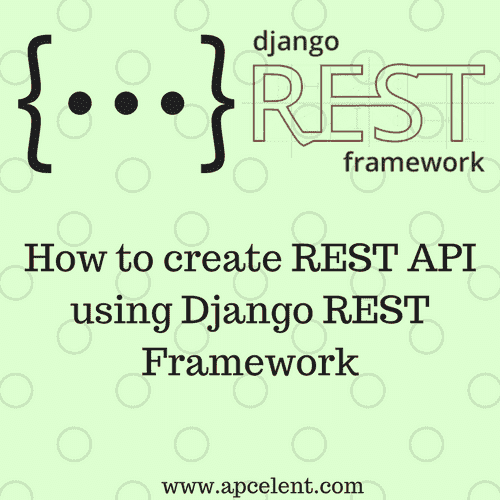 {...}
django
REST
framework
How to create REST API
using Django REST
Framework
www.apcelent.com